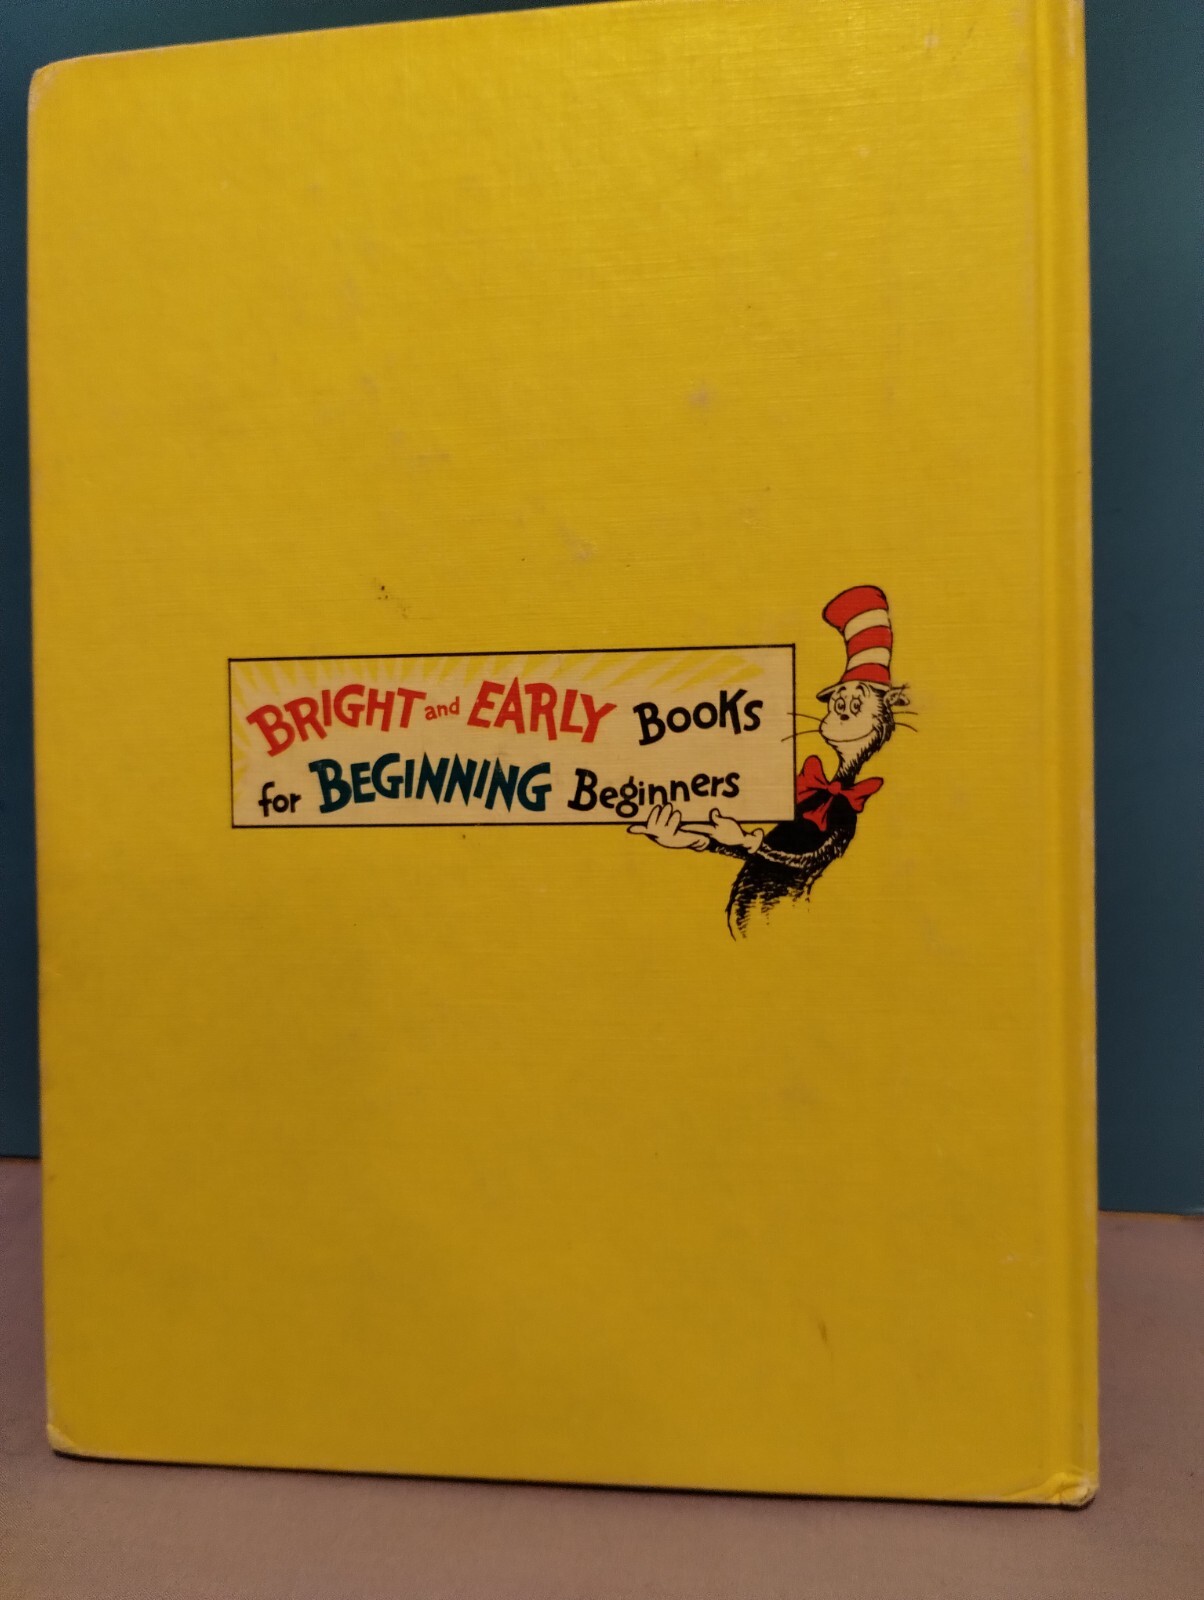 BRIGHT and EARLY BOOKS
for BEGINNING Beginners